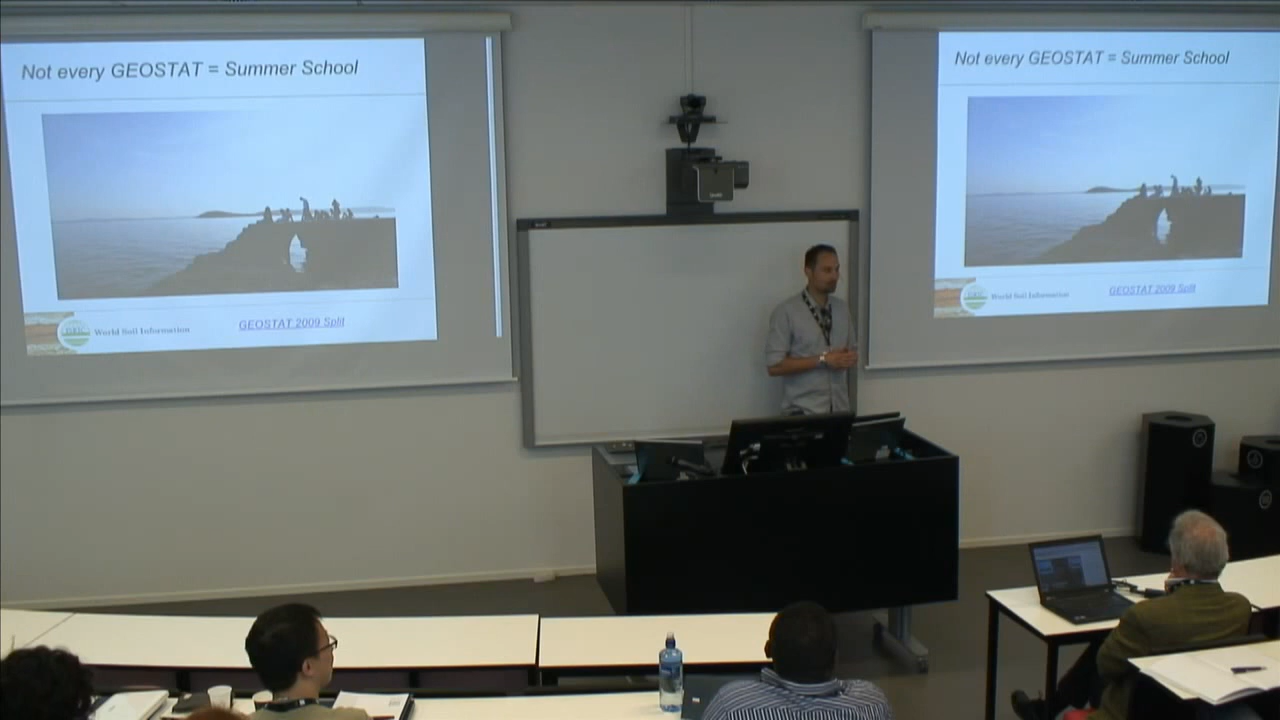 Not every GEOSTAT = Summer School
World Soil Information
GEOSTAT 2009 Split
Not every GEOSTAT = Summer School
World Soil Information
GEOSTAT 2009 Split